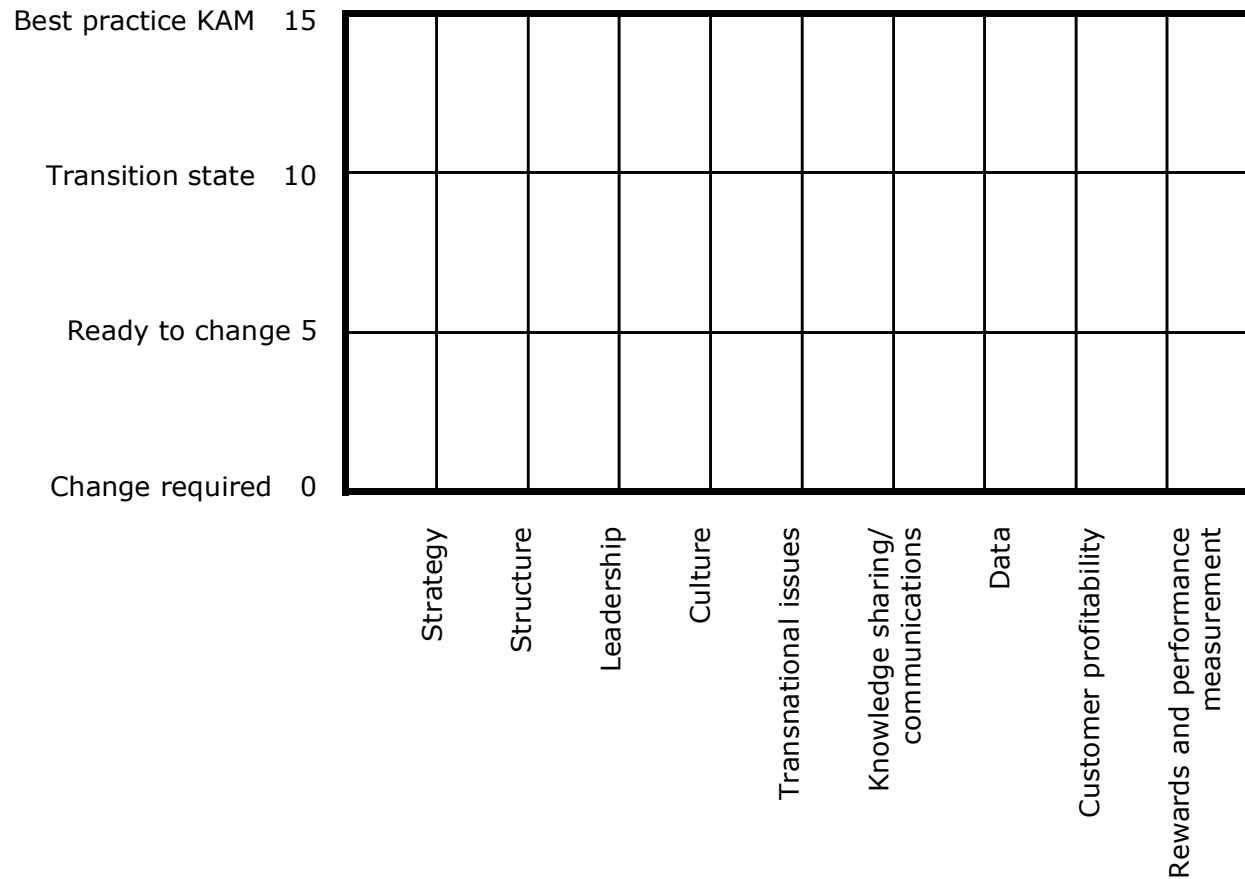 Best practice KAM 15
Transition state 10
Ready to change 5
Change required 0
Strategy
Structure
Leadership
Culture
Transnational issues
Knowledge sharing/
communications
Data
Customer profitability
Rewards and performance
measurement